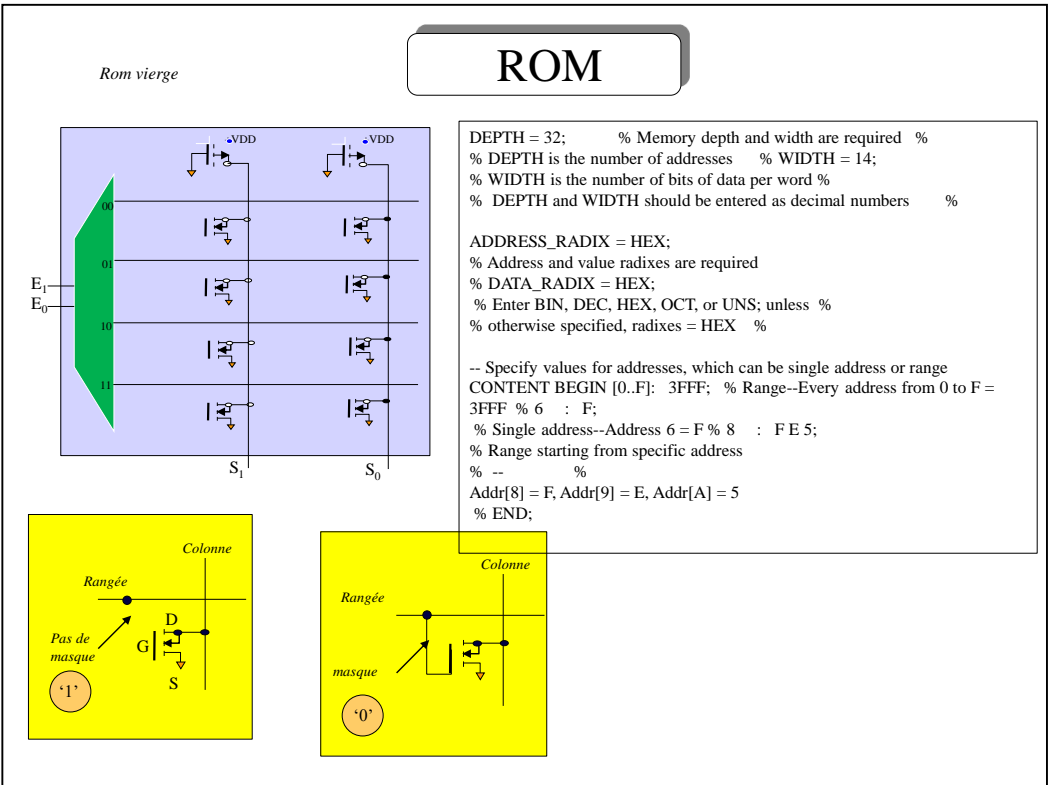 ROM
Rom vierge
VDD
VDD
00
01
E1
E0
10
11
S1
S0
DEPTH = 32; % Memory depth and width are required %
% DEPTH is the number of addresses % WIDTH = 14;
% WIDTH is the number of bits of data per word %
% DEPTH and WIDTH should be entered as decimal numbers %
ADDRESS_RADIX = HEX;
% Address and value radixes are required
% DATA_RADIX = HEX;
% Enter BIN, DEC, HEX, OCT, or UNS; unless %
% otherwise specified, radixes = HEX %
-- Specify values for addresses, which can be single address or range
CONTENT BEGIN [0..F]: 3FFF; % Range--Every address from 0 to F =
3FFF % 6 : F;
% Single address--Address 6 = F % 8 : F E 5;
% Range starting from specific address
% -- %
Addr[8] = F, Addr[9] = E, Addr[A] = 5
% END;
Colonne
Rangée
D
Pas de
masque
G
S
‘1’
Colonne
Rangée
masque
‘0’